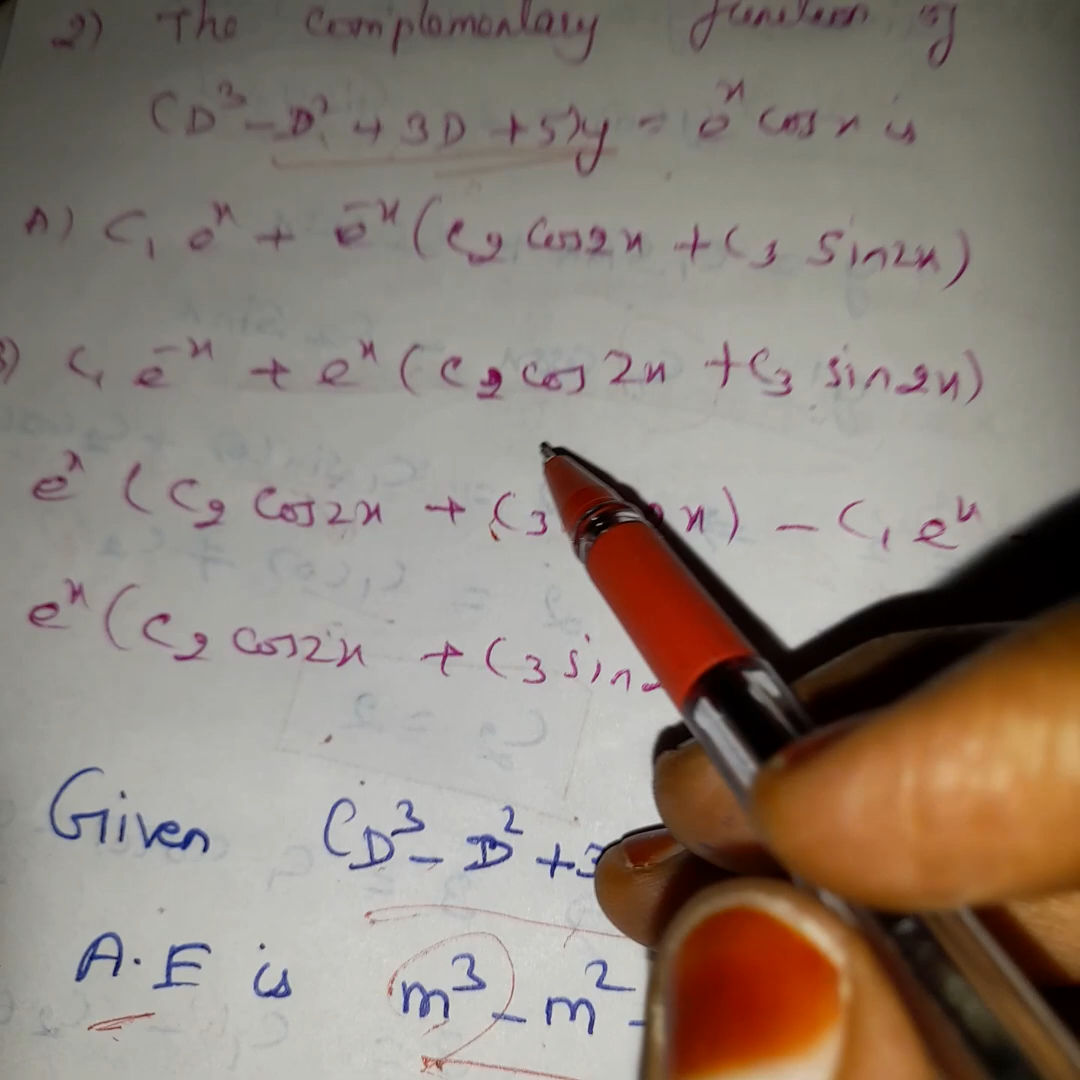 2) The complementary function of
(D³ - D² + 3D + 5)y = eˣ cos x is
A) C₁ eˣ + e⁻ˣ (C₂ Cos2x + C₃ Sin2x)
C₁ e⁻ˣ + eˣ (C₂ cos 2x + C₃ sin2x)
eˣ (C₂ Cos2x + C₃ x) - C₁ eˣ
eˣ (C₂ Cos2x + C₃ sin
Given (D³ - D² + 3
A.E is m³ - m² -